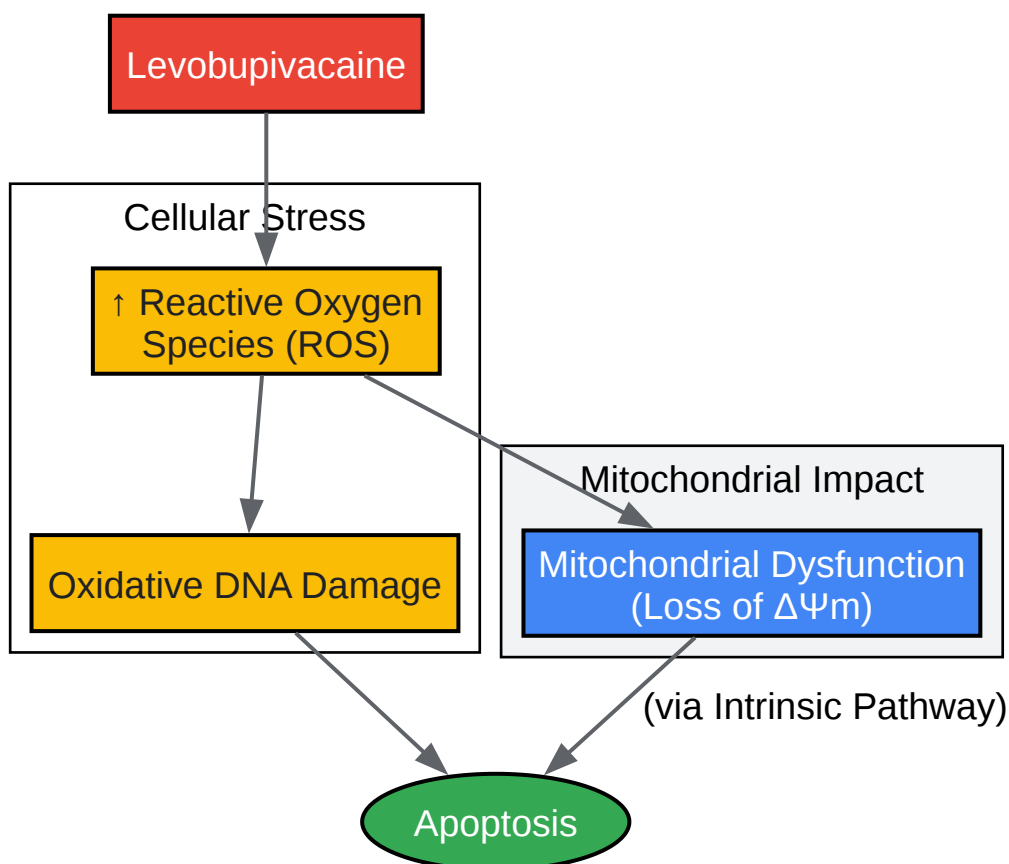 Levobupivacaine
Cellular Stress
↑ Reactive Oxygen
Species (ROS)
Mitochondrial Impact
Oxidative DNA Damage
Mitochondrial Dysfunction
(Loss of ΔΨm)
(via Intrinsic Pathway)
Apoptosis